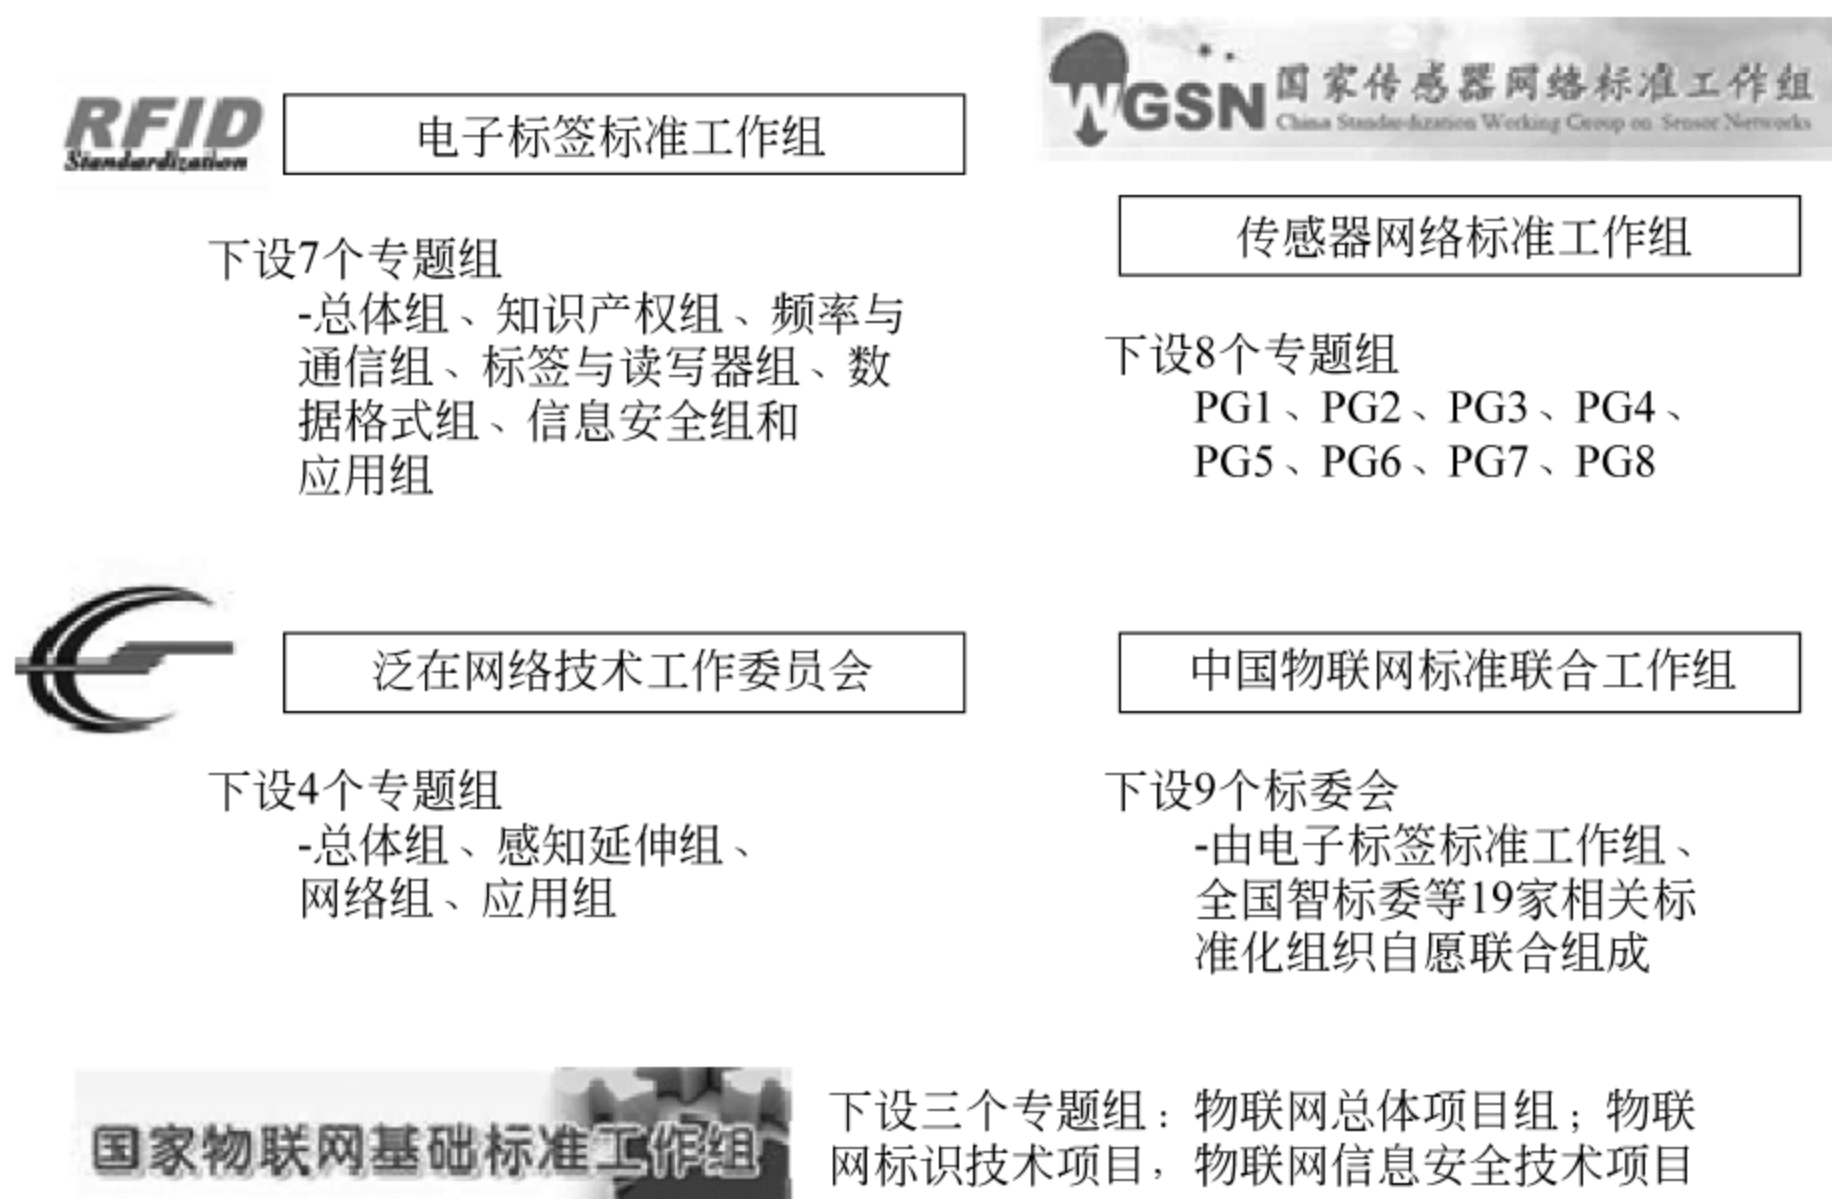 RFID
Standardization
电子标签标准工作组
下设7个专题组
-总体组、知识产权组、频率与
通信组、标签与读写器组、数
据格式组、信息安全组和
应用组
WGSN
国家传感器网络标准工作组
China Standardization Working Group on Sensor Networks
传感器网络标准工作组
下设8个专题组
PG1、PG2、PG3、PG4、
PG5、PG6、PG7、PG8
泛在网络技术工作委员会
下设4个专题组
-总体组、感知延伸组、
网络组、应用组
中国物联网标准联合工作组
下设9个标委会
-由电子标签标准工作组、
全国智标委等19家相关标
准化组织自愿联合组成
国家物联网基础标准工作组
下设三个专题组：物联网总体项目组；物联
网标识技术项目，物联网信息安全技术项目